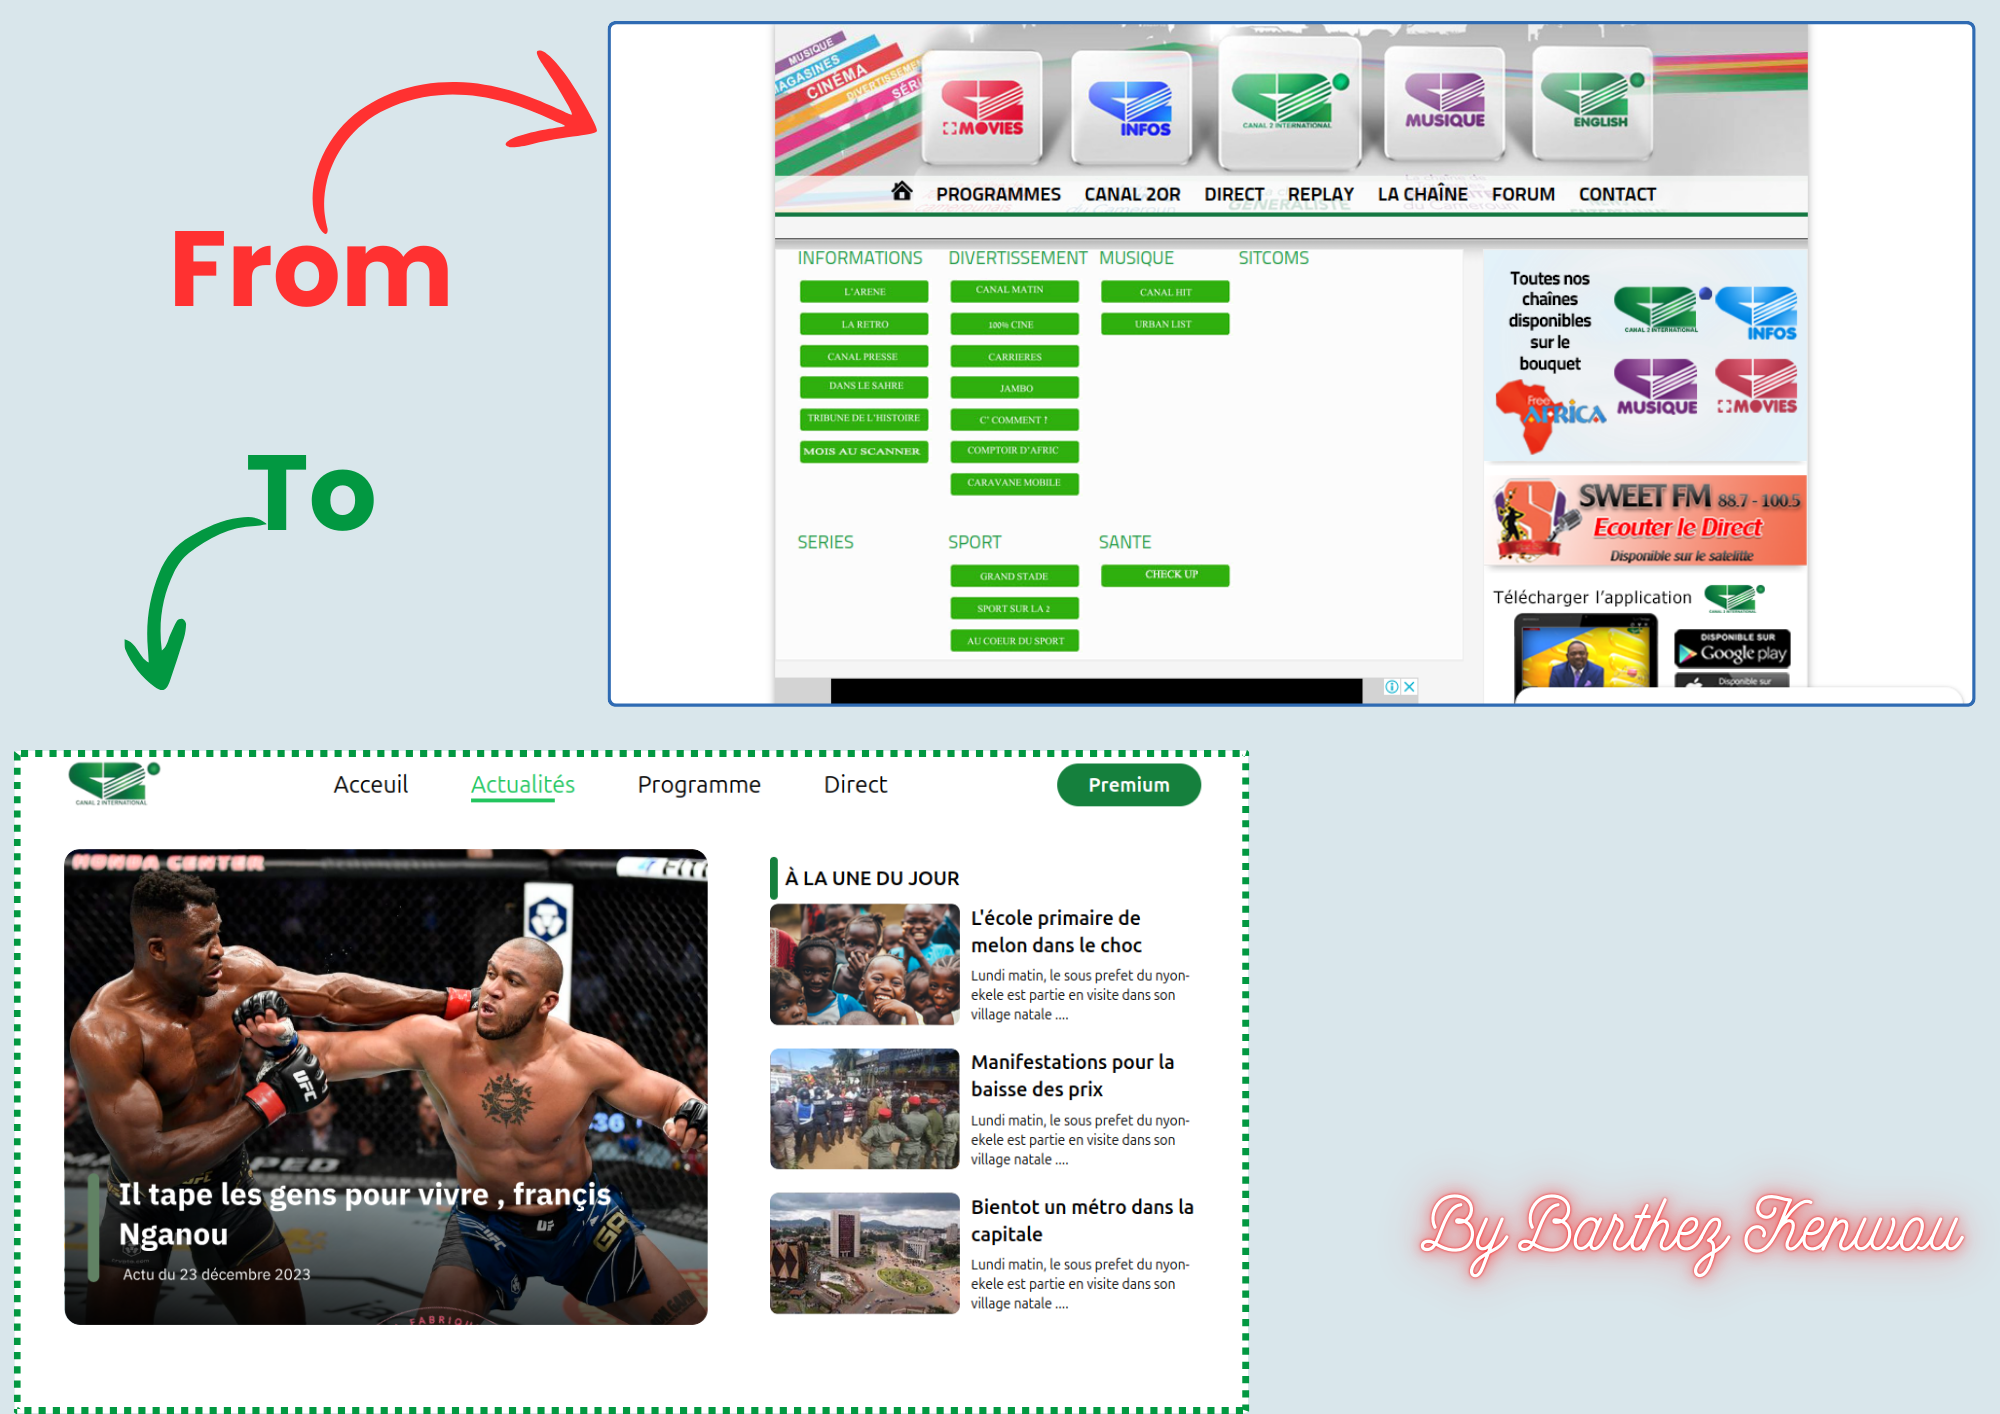 From
To
MUSIQUE
MAGASINES
CINÉMA
DIVERTISSEMENT
SÉRI
MOVIES
INFOS
CANAL 2 INTERNATIONAL
MUSIQUE
ENGLISH
PROGRAMMES CANAL 2OR DIRECT REPLAY LA CHAÎNE FORUM CONTACT
GENERALISTE
du Cameroun
INFORMATIONS DIVERTISSEMENT MUSIQUE SITCOMS
L'ARENE CANAL MATIN CANAL HIT
LA RETRO 100% CINE URBAN LIST
CANAL PRESSE CARRIERES
DANS LE SAHRE JAMBO
TRIBUNE DE L'HISTOIRE C' COMMENT ?
MOIS AU SCANNER COMPTOIR D'AFRIC
CARAVANE MOBILE
SERIES SPORT SANTE
GRAND STADE CHECK UP
SPORT SUR LA 2
AU COEUR DU SPORT
Toutes nos
chaînes
disponibles
sur le
bouquet
Free
AFRICA
CANAL 2 INTERNATIONAL
INFOS
MUSIQUE
MOVIES
SWEET FM 88.7 - 100.5
Ecouter le Direct
Disponible sur le satelitte
Télécharger l'application
DISPONIBLE SUR
Google play
Disponible sur
CANAL 2 INTERNATIONAL
Acceuil Actualités Programme Direct Premium
HONDA CENTER
UFC
PED
Il tape les gens pour vivre , françis
Nganou
Actu du 23 décembre 2023
FABRIQU
À LA UNE DU JOUR
L'école primaire de
melon dans le choc
Lundi matin, le sous prefet du nyon-
ekele est partie en visite dans son
village natale ....
Manifestations pour la
baisse des prix
Lundi matin, le sous prefet du nyon-
ekele est partie en visite dans son
village natale ....
Bientot un métro dans la
capitale
Lundi matin, le sous prefet du nyon-
ekele est partie en visite dans son
village natale ....
By Barthez Kenwou